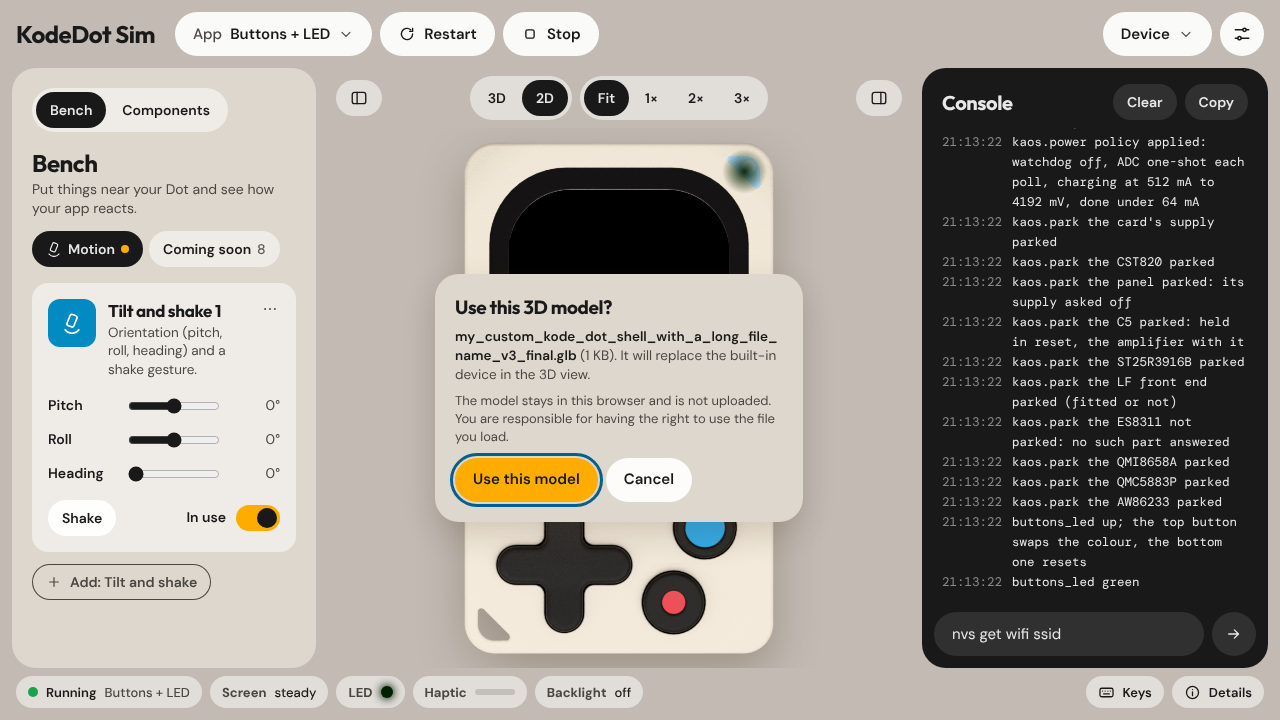 KodeDot Sim
App Buttons + LED
Restart
Stop
Device
Bench
Components
Bench
Put things near your Dot and see how
your app reacts.
Motion
Coming soon 8
Tilt and shake 1
...
Orientation (pitch,
roll, heading) and a
shake gesture.
Pitch
0°
Roll
0°
Heading
0°
Shake
In use
+ Add: Tilt and shake
3D
2D
Fit
1×
2×
3×
Use this 3D model?
my_custom_kode_dot_shell_with_a_long_file_
name_v3_final.glb (1 KB). It will replace the built-in
device in the 3D view.
The model stays in this browser and is not uploaded.
You are responsible for having the right to use the file
you load.
Use this model
Cancel
Console
Clear
Copy
21:13:22 kaos.power policy applied:
watchdog off, ADC one-shot each
poll, charging at 512 mA to
4192 mV, done under 64 mA
21:13:22 kaos.park the card's supply
parked
21:13:22 kaos.park the CST820 parked
21:13:22 kaos.park the panel parked: its
supply asked off
21:13:22 kaos.park the C5 parked: held
in reset, the amplifier with it
21:13:22 kaos.park the ST25R3916B parked
21:13:22 kaos.park the LF front end
parked (fitted or not)
21:13:22 kaos.park the ES8311 not
parked: no such part answered
21:13:22 kaos.park the QMI8658A parked
21:13:22 kaos.park the QMC5883P parked
21:13:22 kaos.park the AW86233 parked
21:13:22 buttons_led up; the top button
swaps the colour, the bottom
one resets
21:13:22 buttons_led green
nvs get wifi ssid
Running Buttons + LED
Screen steady
LED
Haptic
Backlight off
Keys
Details